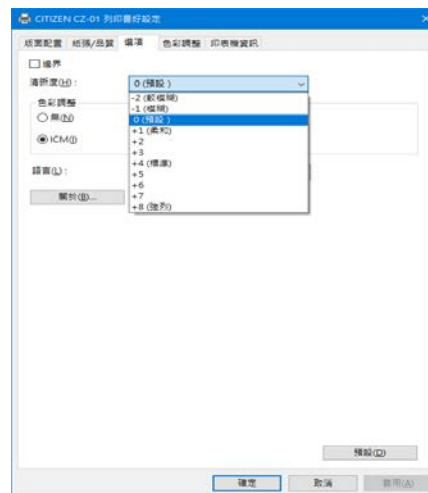 CITIZEN CZ-01 列印喜好設定
版面配置 紙張/品質 選項 色彩調整 印表機資訊
邊界
清晰度(H)： 0 (預設 )
-2 (較模糊)
-1 (模糊)
0 (預設 )
+1 (柔和)
+2
+3
+4 (標準)
+5
+6
+7
+8 (強烈)
色彩調整
無(N)
ICM(I)
語言(L)：
關於(B)...
預設(D)
確定 取消 套用(A)